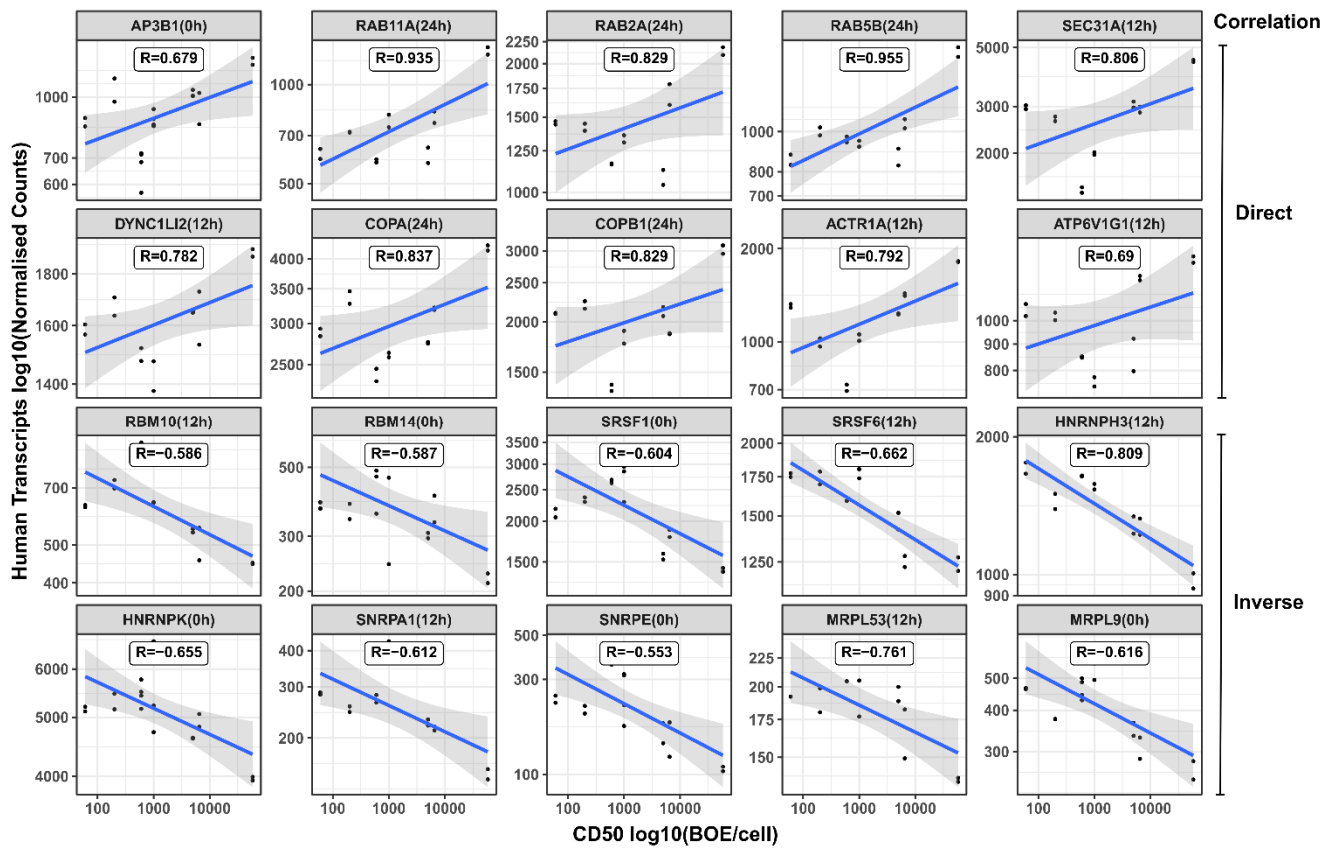 AP3B1(0h) RAB11A(24h) RAB2A(24h) RAB5B(24h) SEC31A(12h) Correlation
R=0.679 R=0.935 R=0.829 R=0.955 R=0.806
1000 700 600
1000 700 500
2250 2000 1750 1500 1250 1000
1000 900 800 700
5000 3000 2000
DYNC1LI2(12h) COPA(24h) COPB1(24h) ACTR1A(12h) ATP6V1G1(12h) Direct
R=0.782 R=0.837 R=0.829 R=0.792 R=0.69
1800 1600 1400
4000 3500 3000 2500
3000 2000 1500
2000 1000 700
1000 900 800
RBM10(12h) RBM14(0h) SRSF1(0h) SRSF6(12h) HNRNPH3(12h)
R=−0.586 R=−0.587 R=−0.604 R=−0.662 R=−0.809
700 500 400
500 300 200
3500 3000 2500 2000 1500
2000 1750 1500 1250
2000 1000 900
HNRNPK(0h) SNRPA1(12h) SNRPE(0h) MRPL53(12h) MRPL9(0h) Inverse
R=−0.655 R=−0.612 R=−0.553 R=−0.761 R=−0.616
6000 5000 4000
400 300 200
500 300 100
225 200 175 150
500 400 300
100 1000 10000 100 1000 10000 100 1000 10000 100 1000 10000 100 1000 10000
CD50 log10(BOE/cell)
Human Transcripts log10(Normalised Counts)